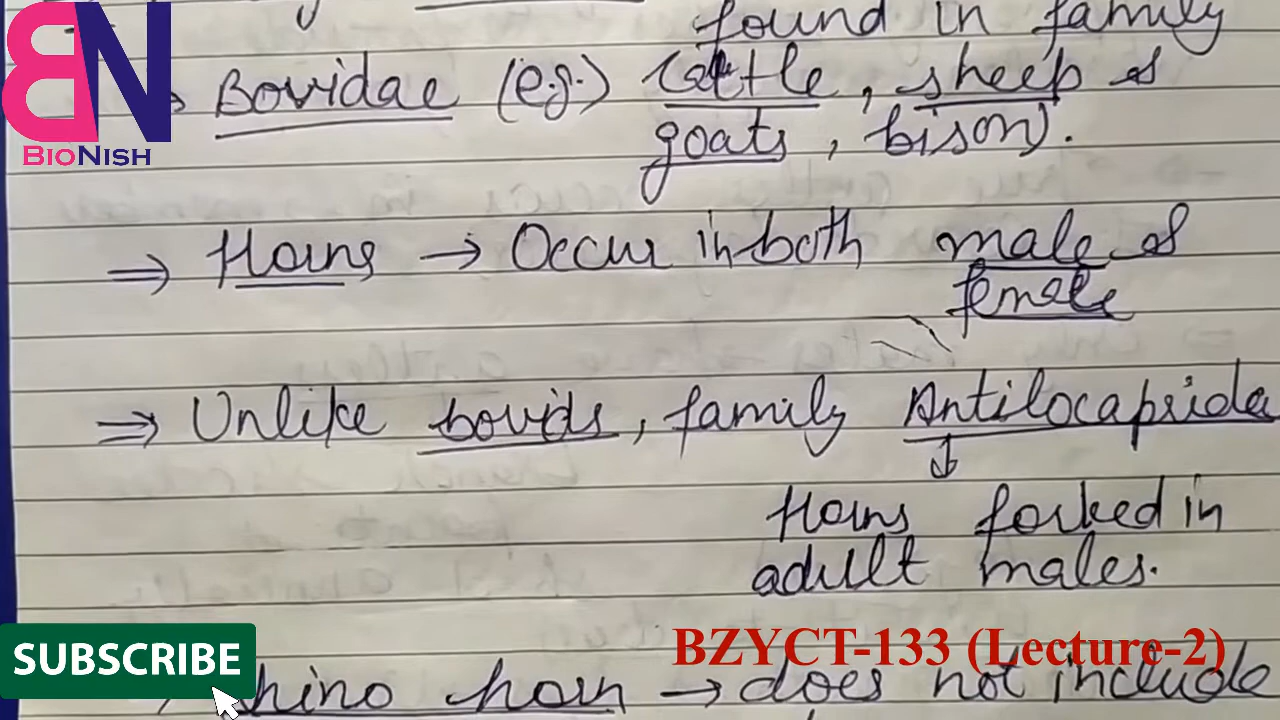 found in family
Bovidae (e.g.) Cattle, sheep &
goats, bison).
⇒ Horns → Occur in both male &
female
⇒ Unlike bovids, family Antilocapridae
Horns forked in
adult males.
Rhino horn → does not include
BN
BIONISH
SUBSCRIBE
BZYCT-133 (Lecture-2)